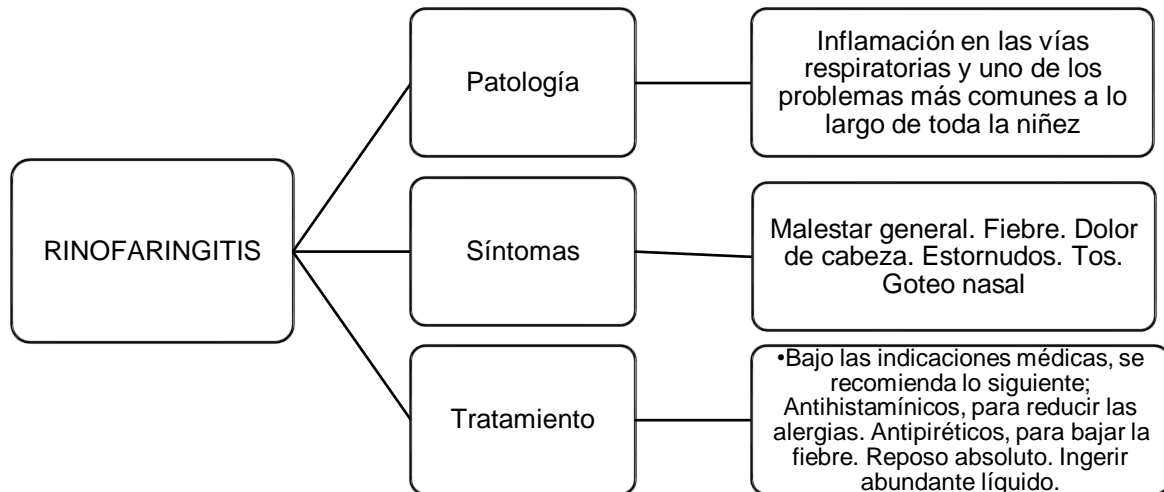 RINOFARINGITIS
Patología
Inflamación en las vías
respiratorias y uno de los
problemas más comunes a lo
largo de toda la niñez
Síntomas
Malestar general. Fiebre. Dolor
de cabeza. Estornudos. Tos.
Goteo nasal
Tratamiento
•Bajo las indicaciones médicas, se
recomienda lo siguiente;
Antihistamínicos, para reducir las
alergias. Antipiréticos, para bajar la
fiebre. Reposo absoluto. Ingerir
abundante líquido.